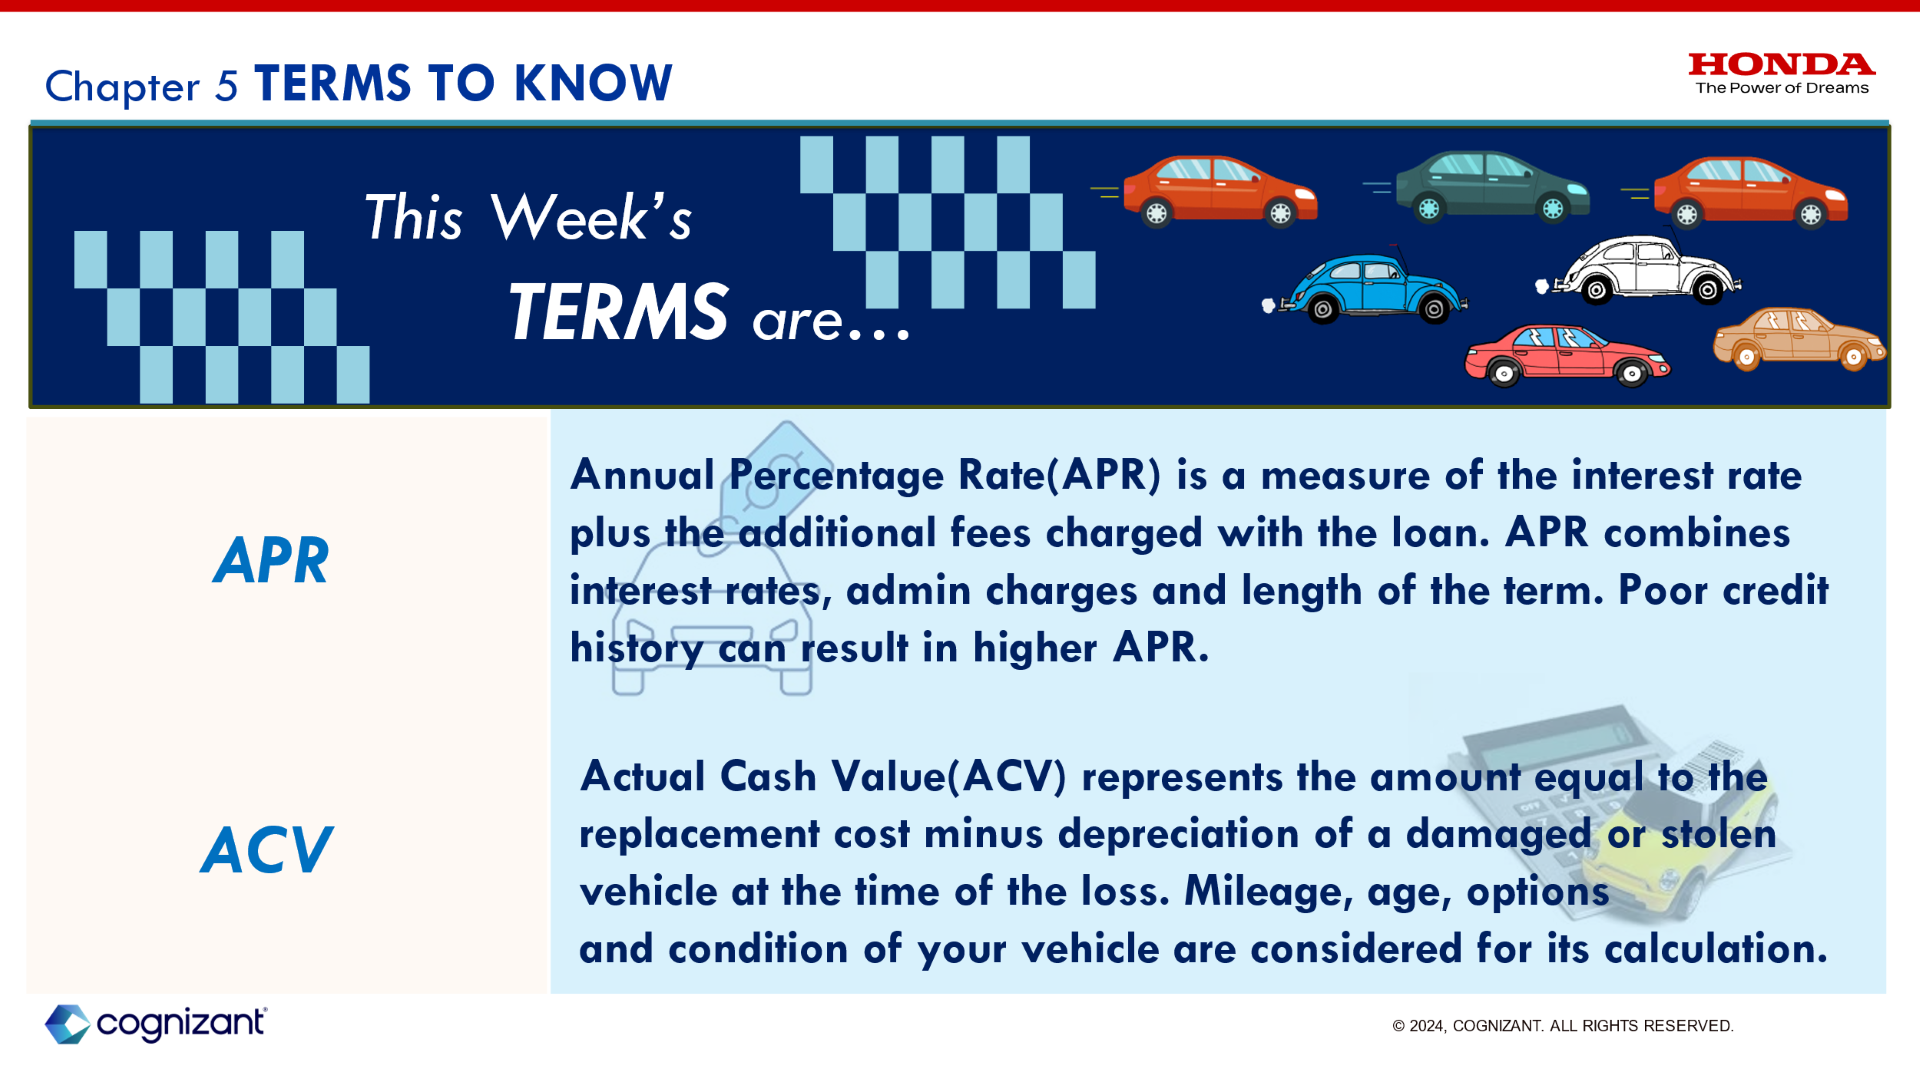 Chapter 5 TERMS TO KNOW
HONDA
The Power of Dreams
This Week's
TERMS are...
APR
Annual Percentage Rate(APR) is a measure of the interest rate
plus the additional fees charged with the loan. APR combines
interest rates, admin charges and length of the term. Poor credit
history can result in higher APR.
ACV
Actual Cash Value(ACV) represents the amount equal to the
replacement cost minus depreciation of a damaged or stolen
vehicle at the time of the loss. Mileage, age, options
and condition of your vehicle are considered for its calculation.
cognizant
© 2024, COGNIZANT. ALL RIGHTS RESERVED.